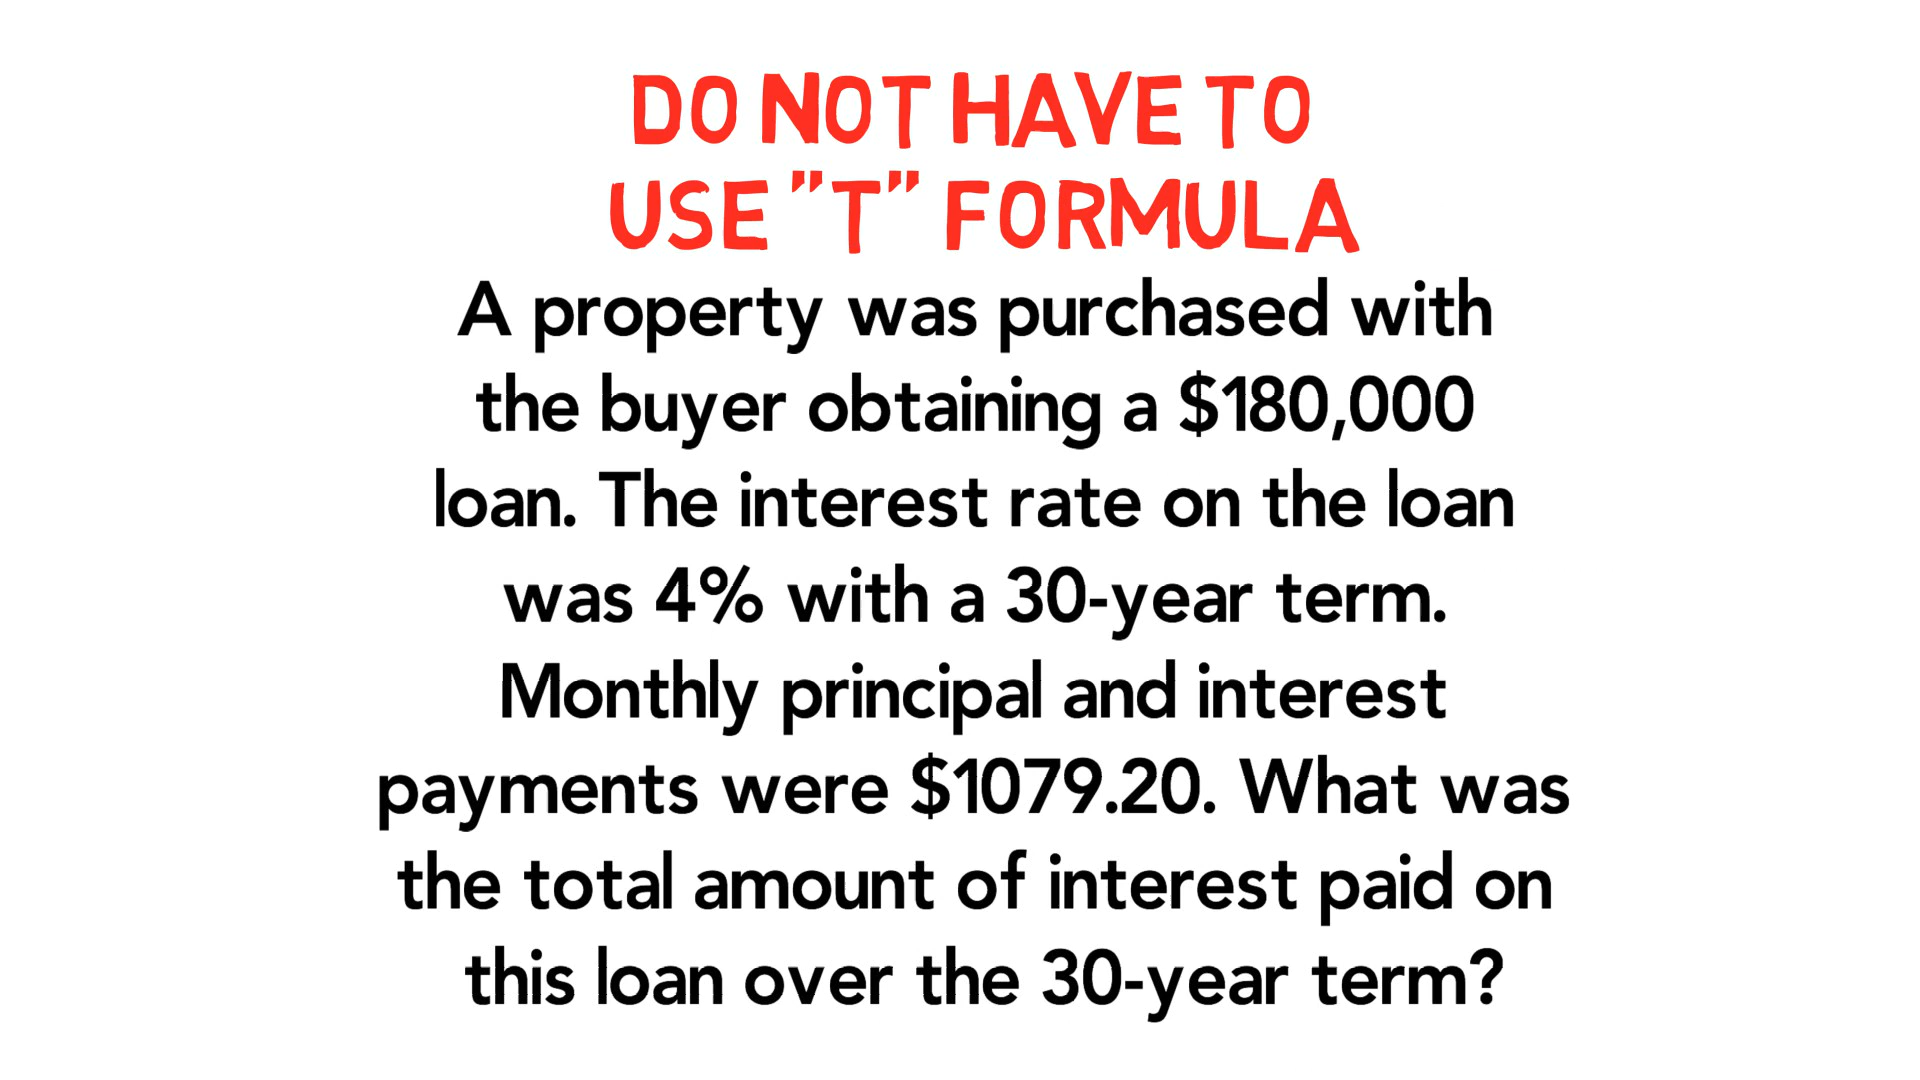 DO NOT HAVE TO
USE "T" FORMULA
A property was purchased with
the buyer obtaining a $180,000
loan. The interest rate on the loan
was 4% with a 30-year term.
Monthly principal and interest
payments were $1079.20. What was
the total amount of interest paid on
this loan over the 30-year term?